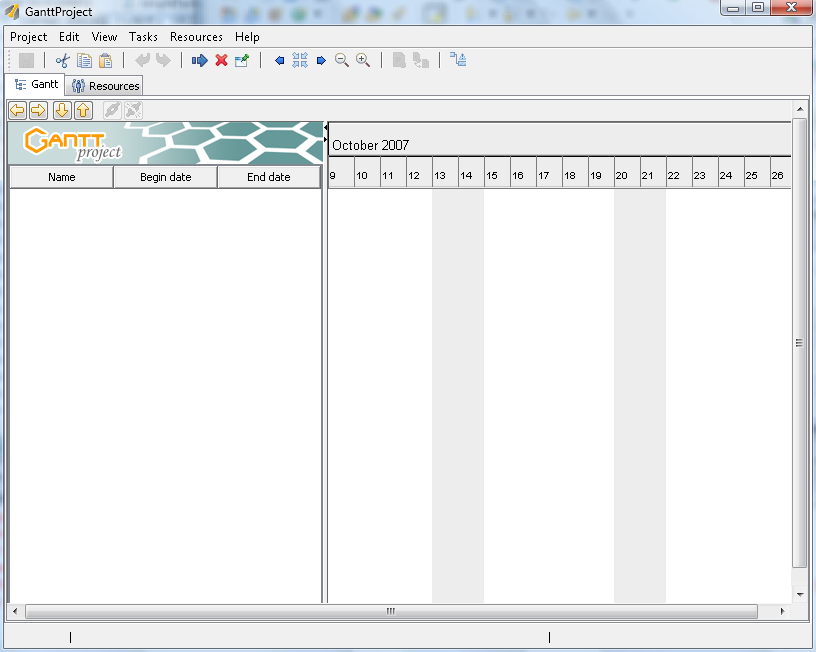 GanttProject
Project Edit View Tasks Resources Help
Gantt Resources
GANTT project
October 2007
Name Begin date End date 9 10 11 12 13 14 15 16 17 18 19 20 21 22 23 24 25 26